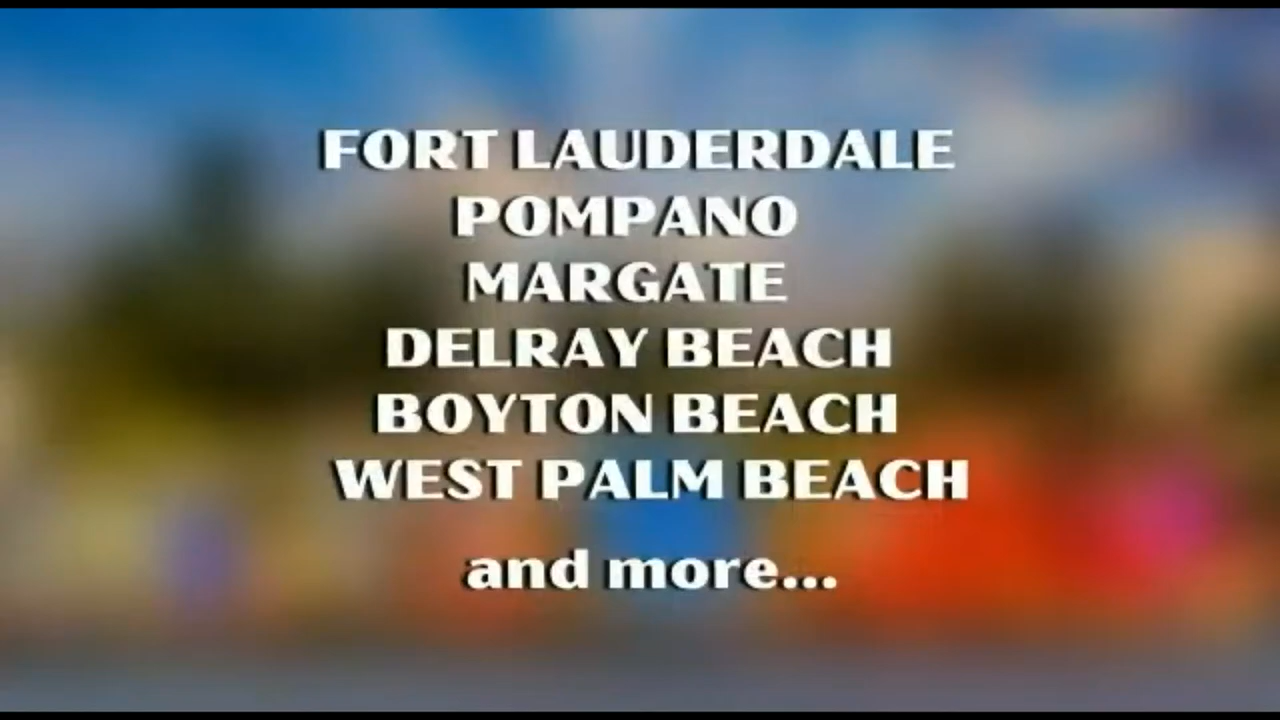 FORT LAUDERDALE
POMPANO
MARGATE
DELRAY BEACH
BOYTON BEACH
WEST PALM BEACH
and more...